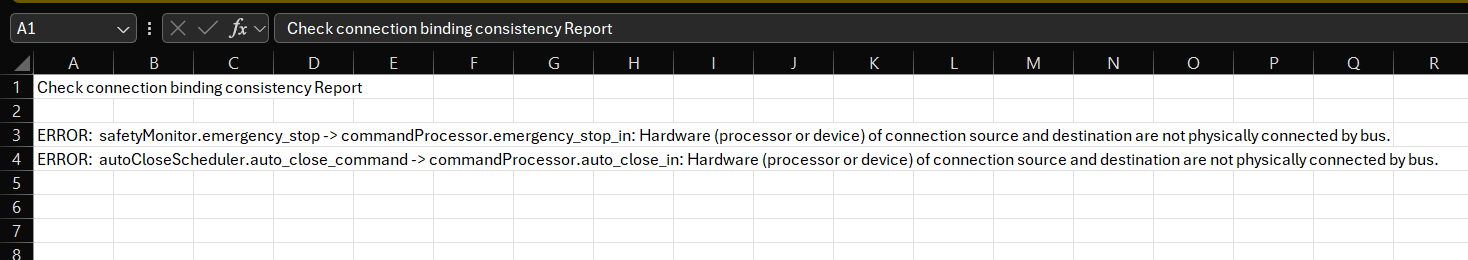 A1 fx Check connection binding consistency Report
A B C D E F G H I J K L M N O P Q R
1 Check connection binding consistency Report
2
3 ERROR: safetyMonitor.emergency_stop -> commandProcessor.emergency_stop_in: Hardware (processor or device) of connection source and destination are not physically connected by bus.
4 ERROR: autoCloseScheduler.auto_close_command -> commandProcessor.auto_close_in: Hardware (processor or device) of connection source and destination are not physically connected by bus.
5
6
7
8